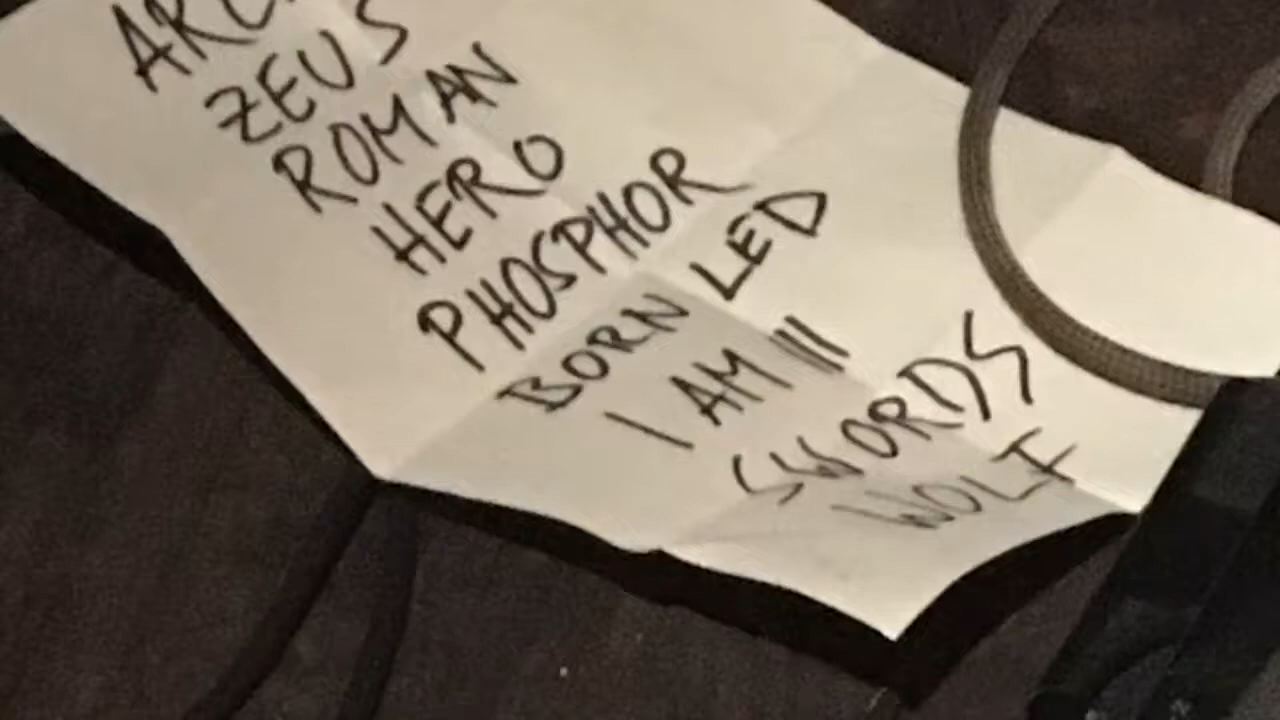 ZEUS
ROMAN
HERO
PHOSPHOR
BORN LED
I AM III
SWORDS
WOLF